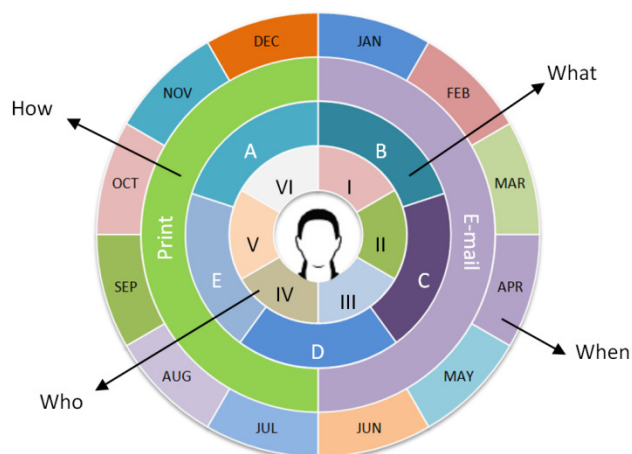 DEC
JAN
NOV
FEB
What
How
A
B
OCT
VI
I
MAR
Print
V
II
E-mail
SEP
E
IV
III
C
APR
D
When
AUG
MAY
Who
JUL
JUN